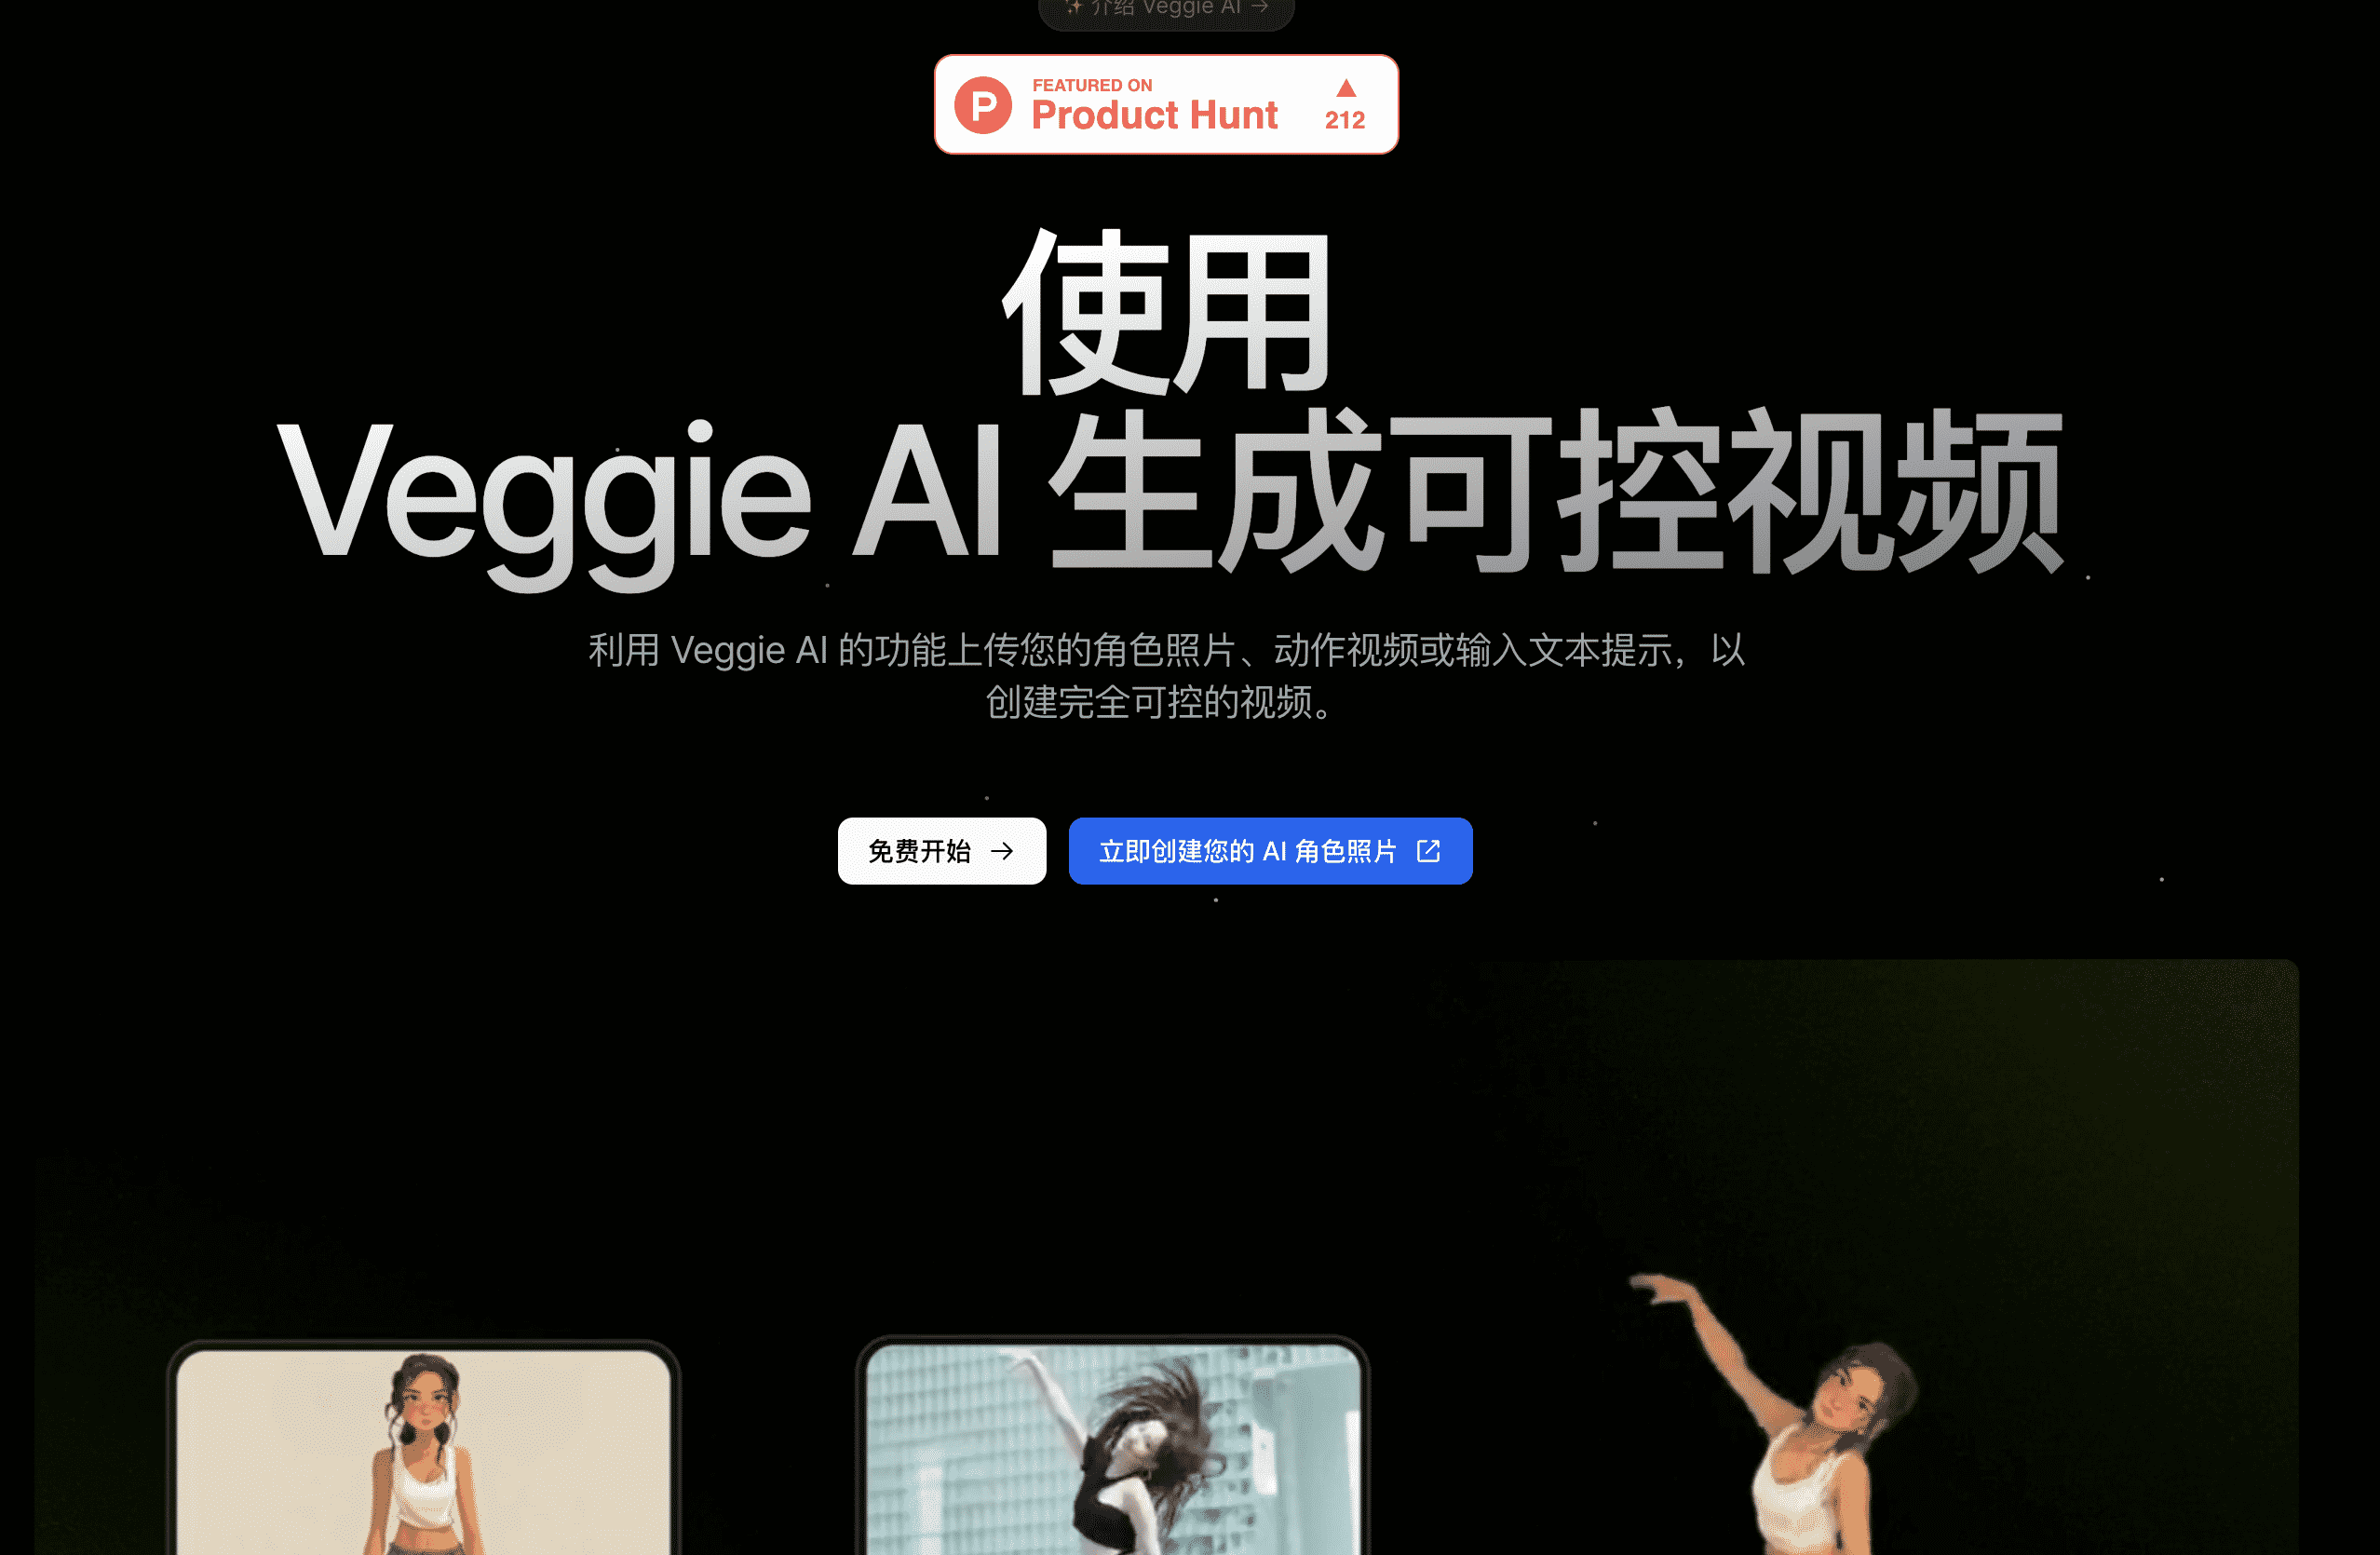 ✨ 介绍 Veggie AI →
FEATURED ON
Product Hunt
▲
212
使用
Veggie AI 生成可控视频
利用 Veggie AI 的功能上传您的角色照片、动作视频或输入文本提示，以
创建完全可控的视频。
免费开始 →
立即创建您的 AI 角色照片